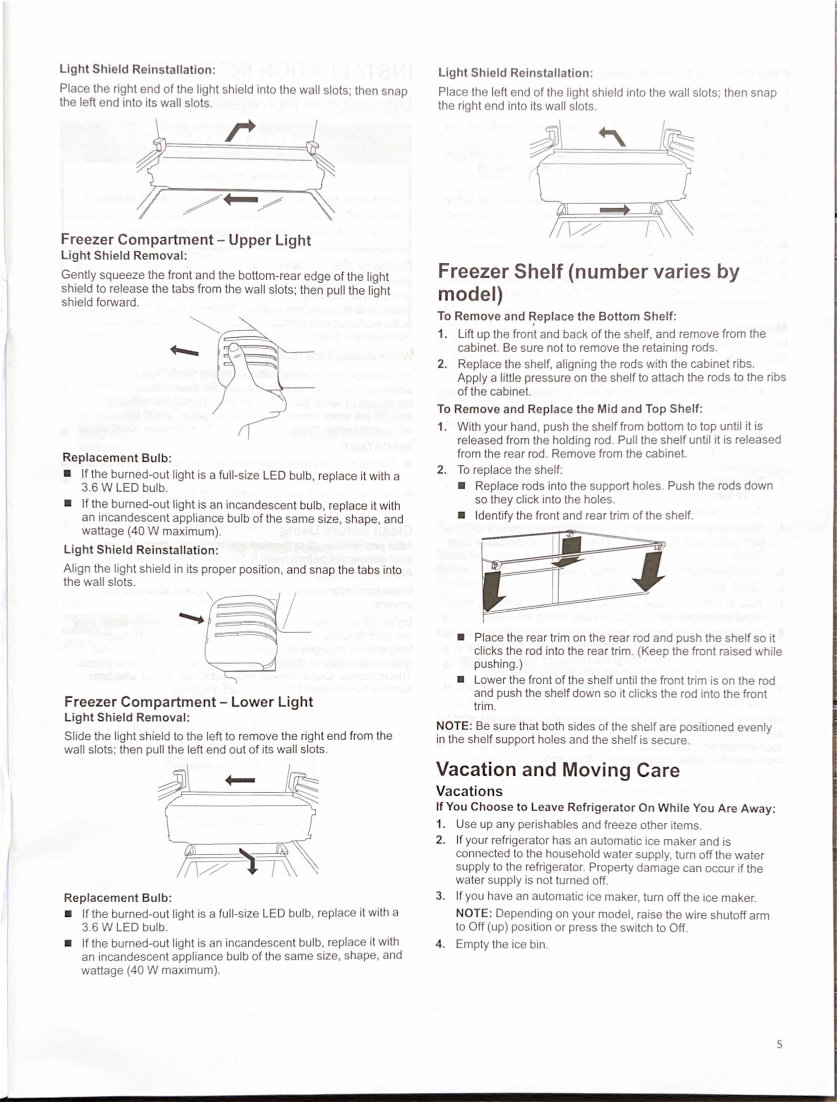 Light Shield Reinstallation:
Place the right end of the light shield into the wall slots; then snap
the left end into its wall slots.
Freezer Compartment – Upper Light
Light Shield Removal:
Gently squeeze the front and the bottom-rear edge of the light
shield to release the tabs from the wall slots; then pull the light
shield forward.
Replacement Bulb:
■ If the burned-out light is a full-size LED bulb, replace it with a
3.6 W LED bulb.
■ If the burned-out light is an incandescent bulb, replace it with
an incandescent appliance bulb of the same size, shape, and
wattage (40 W maximum).
Light Shield Reinstallation:
Align the light shield in its proper position, and snap the tabs into
the wall slots.
Freezer Compartment – Lower Light
Light Shield Removal:
Slide the light shield to the left to remove the right end from the
wall slots; then pull the left end out of its wall slots.
Replacement Bulb:
■ If the burned-out light is a full-size LED bulb, replace it with a
3.6 W LED bulb.
■ If the burned-out light is an incandescent bulb, replace it with
an incandescent appliance bulb of the same size, shape, and
wattage (40 W maximum).
Light Shield Reinstallation:
Place the left end of the light shield into the wall slots; then snap
the right end into its wall slots.
Freezer Shelf (number varies by
model)
To Remove and Replace the Bottom Shelf:
1. Lift up the front and back of the shelf, and remove from the
cabinet. Be sure not to remove the retaining rods.
2. Replace the shelf, aligning the rods with the cabinet ribs.
Apply a little pressure on the shelf to attach the rods to the ribs
of the cabinet.
To Remove and Replace the Mid and Top Shelf:
1. With your hand, push the shelf from bottom to top until it is
released from the holding rod. Pull the shelf until it is released
from the rear rod. Remove from the cabinet.
2. To replace the shelf:
■ Replace rods into the support holes. Push the rods down
so they click into the holes.
■ Identify the front and rear trim of the shelf.
■ Place the rear trim on the rear rod and push the shelf so it
clicks the rod into the rear trim. (Keep the front raised while
pushing.)
■ Lower the front of the shelf until the front trim is on the rod
and push the shelf down so it clicks the rod into the front
trim.
NOTE: Be sure that both sides of the shelf are positioned evenly
in the shelf support holes and the shelf is secure.
Vacation and Moving Care
Vacations
If You Choose to Leave Refrigerator On While You Are Away:
1. Use up any perishables and freeze other items.
2. If your refrigerator has an automatic ice maker and is
connected to the household water supply, turn off the water
supply to the refrigerator. Property damage can occur if the
water supply is not turned off.
3. If you have an automatic ice maker, turn off the ice maker.
NOTE: Depending on your model, raise the wire shutoff arm
to Off (up) position or press the switch to Off.
4. Empty the ice bin.
5